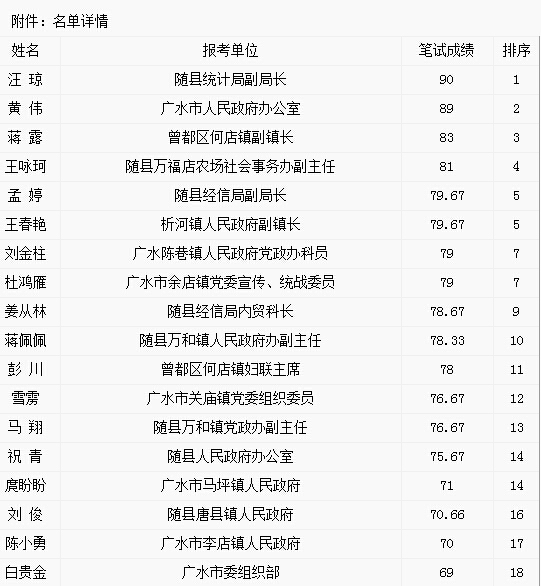 附件：名单详情
姓名 报考单位 笔试成绩 排序
汪 琼 随县统计局副局长 90 1
黄 伟 广水市人民政府办公室 89 2
蒋 露 曾都区何店镇副镇长 83 3
王咏珂 随县万福店农场社会事务办副主任 81 4
孟 婷 随县经信局副局长 79.67 5
王春艳 析河镇人民政府副镇长 79.67 5
刘金柱 广水陈巷镇人民政府党政办科员 79 7
杜鸿雁 广水市余店镇党委宣传、统战委员 79 7
姜从林 随县经信局内贸科长 78.67 9
蒋佩佩 随县万和镇人民政府办副主任 78.33 10
彭 川 曾都区何店镇妇联主席 78 11
雪雳 广水市关庙镇党委组织委员 76.67 12
马 翔 随县万和镇党政办副主任 76.67 13
祝 青 随县人民政府办公室 75.67 14
庹盼盼 广水市马坪镇人民政府 71 14
刘 俊 随县唐县镇人民政府 70.66 16
陈小勇 广水市李店镇人民政府 70 17
白贵金 广水市委组织部 69 18